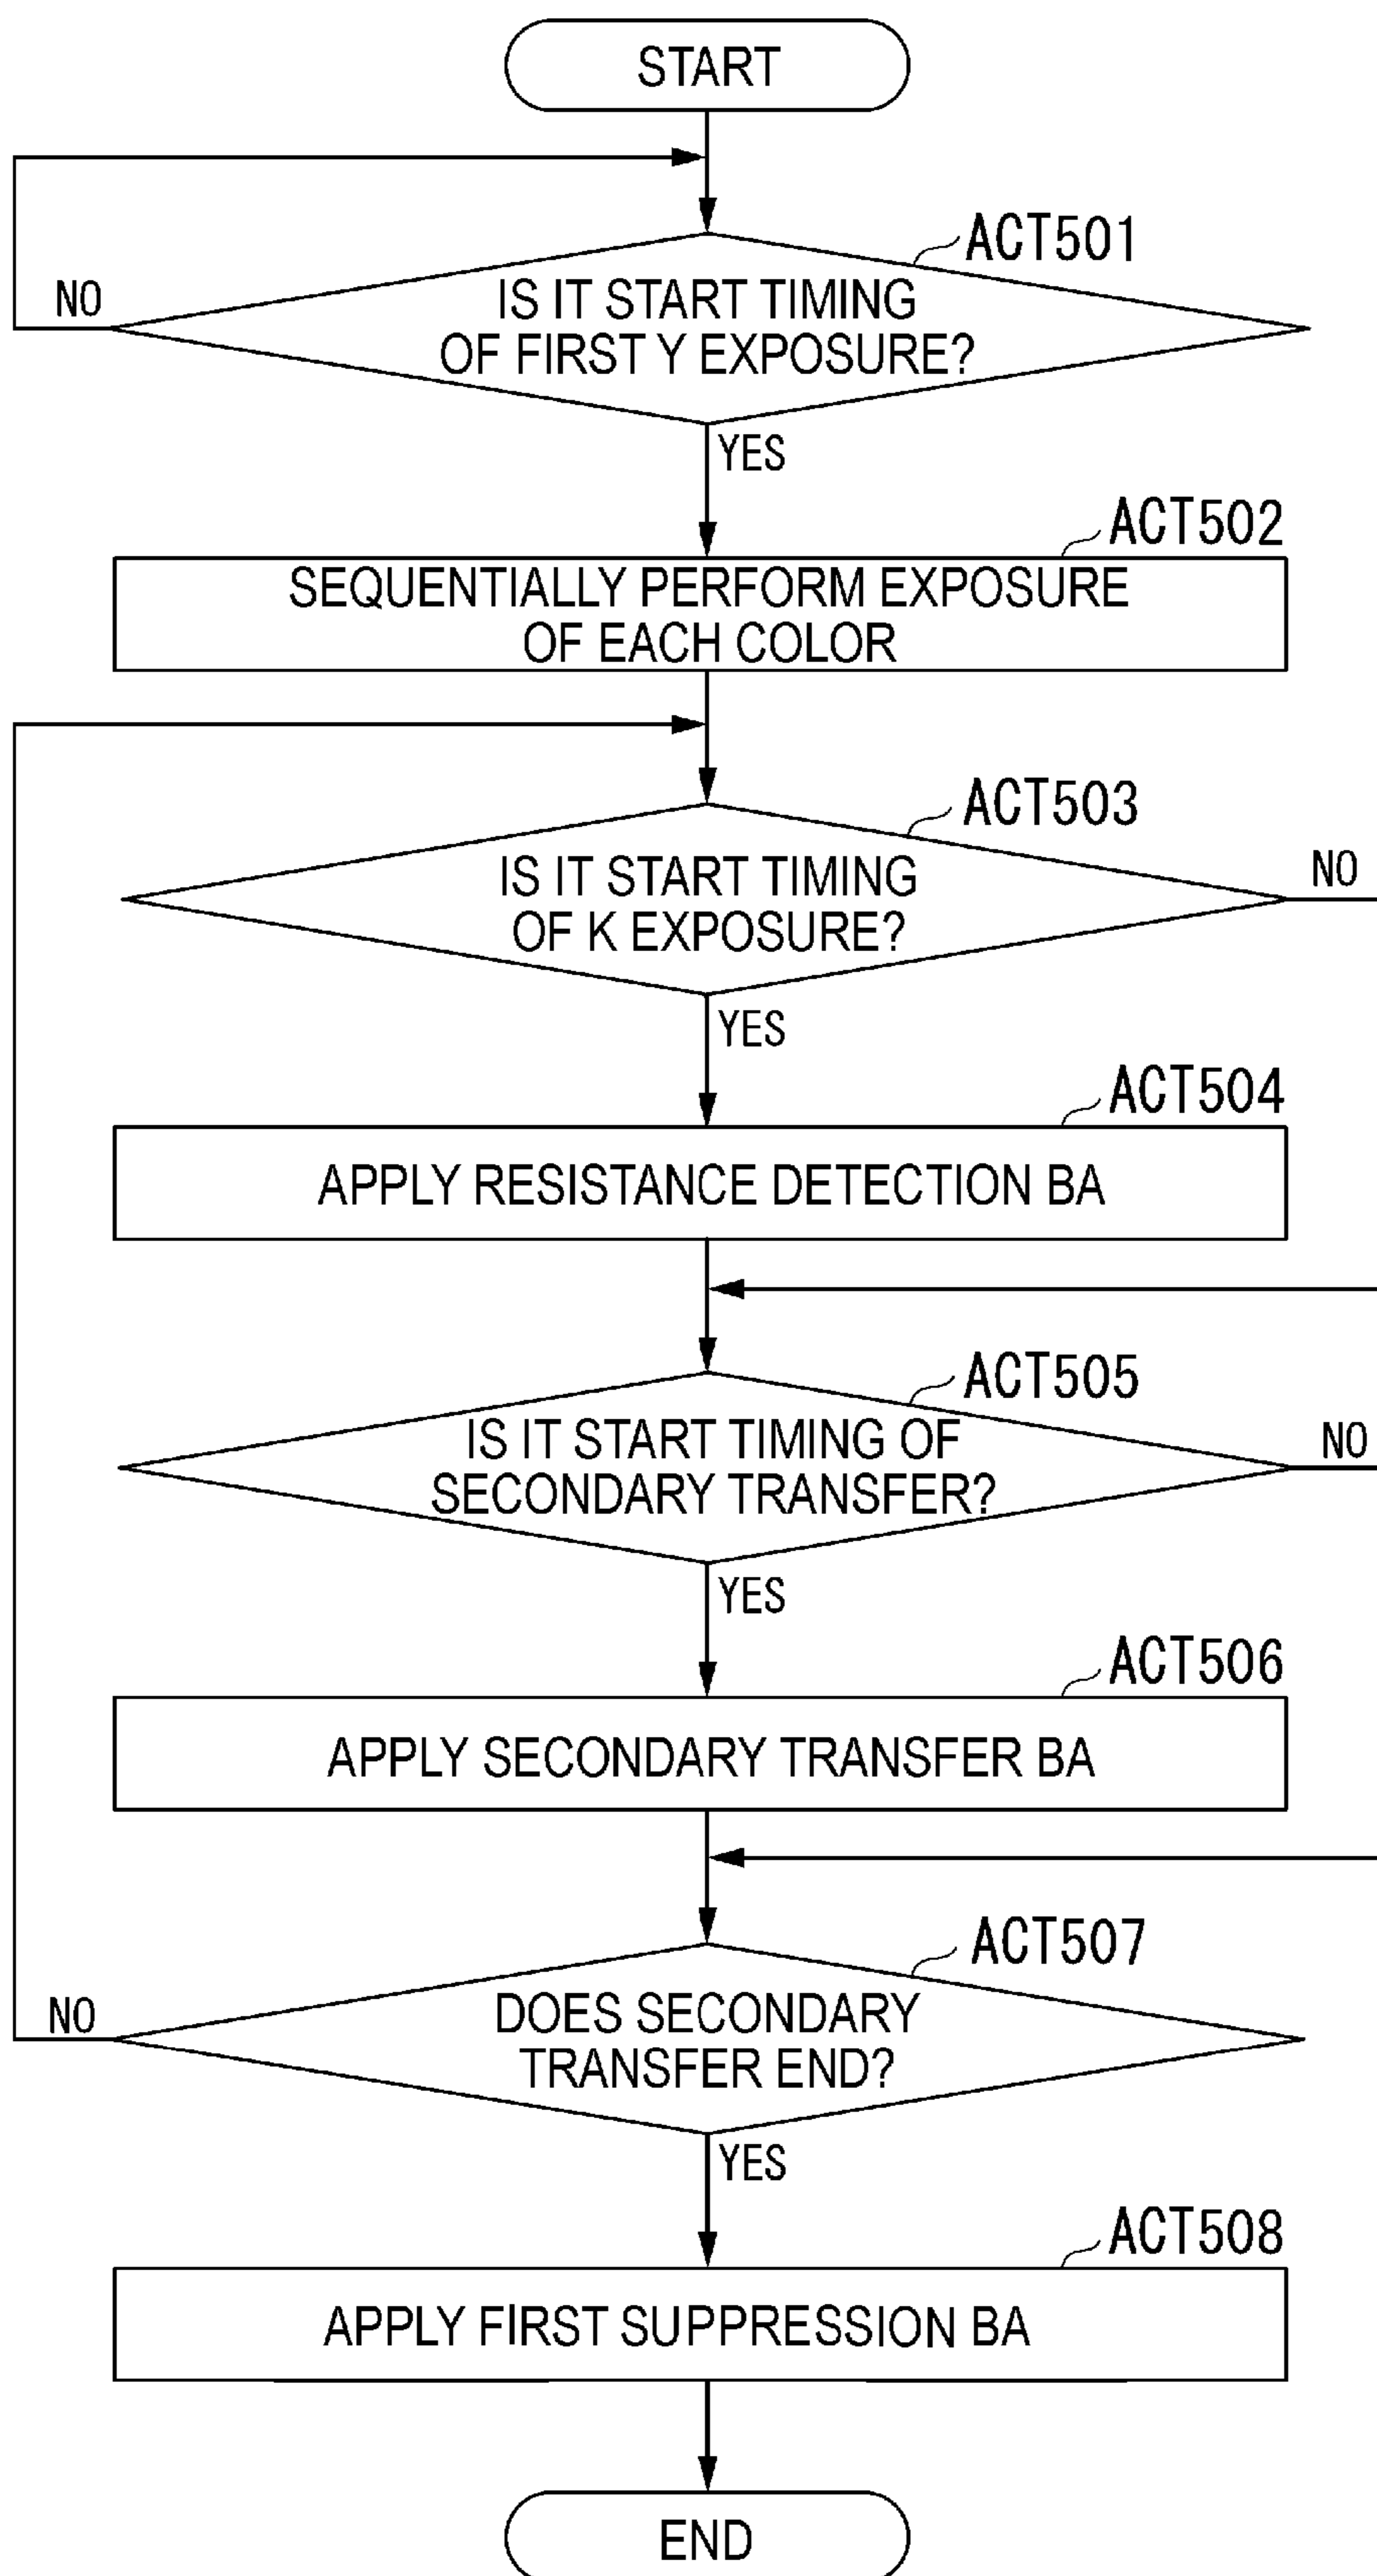 START
ACT501
IS IT START TIMING
OF FIRST Y EXPOSURE?
NO
YES
ACT502
SEQUENTIALLY PERFORM EXPOSURE
OF EACH COLOR
ACT503
IS IT START TIMING
OF K EXPOSURE?
NO
YES
ACT504
APPLY RESISTANCE DETECTION BA
ACT505
IS IT START TIMING OF
SECONDARY TRANSFER?
NO
YES
ACT506
APPLY SECONDARY TRANSFER BA
ACT507
DOES SECONDARY
TRANSFER END?
NO
YES
ACT508
APPLY FIRST SUPPRESSION BA
END